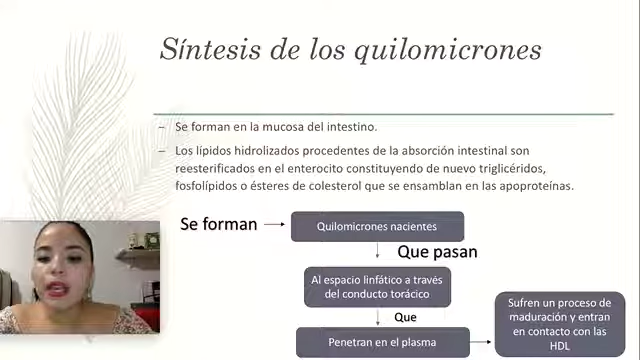 Síntesis de los quilomicrones
– Se forman en la mucosa del intestino.
– Los lípidos hidrolizados procedentes de la absorción intestinal son
reesterificados en el enterocito constituyendo de nuevo triglicéridos,
fosfolípidos o ésteres de colesterol que se ensamblan en las apoproteínas.
Se forman
Quilomicrones nacientes
Que pasan
Al espacio linfático a través
del conducto torácico
Que
Penetran en el plasma
Sufren un proceso de
maduración y entran
en contacto con las
HDL